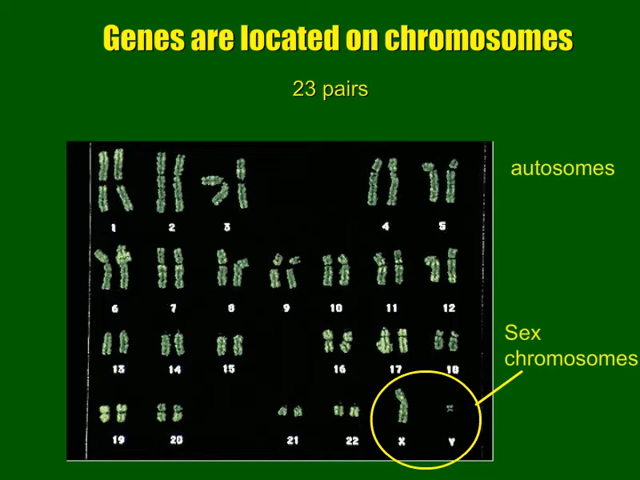 Genes are located on chromosomes
23 pairs
autosomes
1 2 3 4 5
6 7 8 9 10 11 12
Sex
chromosomes
13 14 15 16 17 18
19 20 21 22 X Y